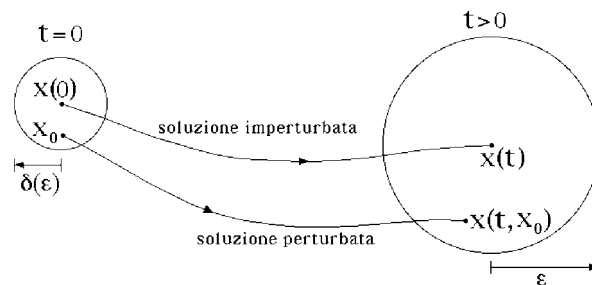 t=0
t>0
x(0)
x₀
soluzione imperturbata
x(t)
δ(ε)
x(t,x₀)
soluzione perturbata
ε